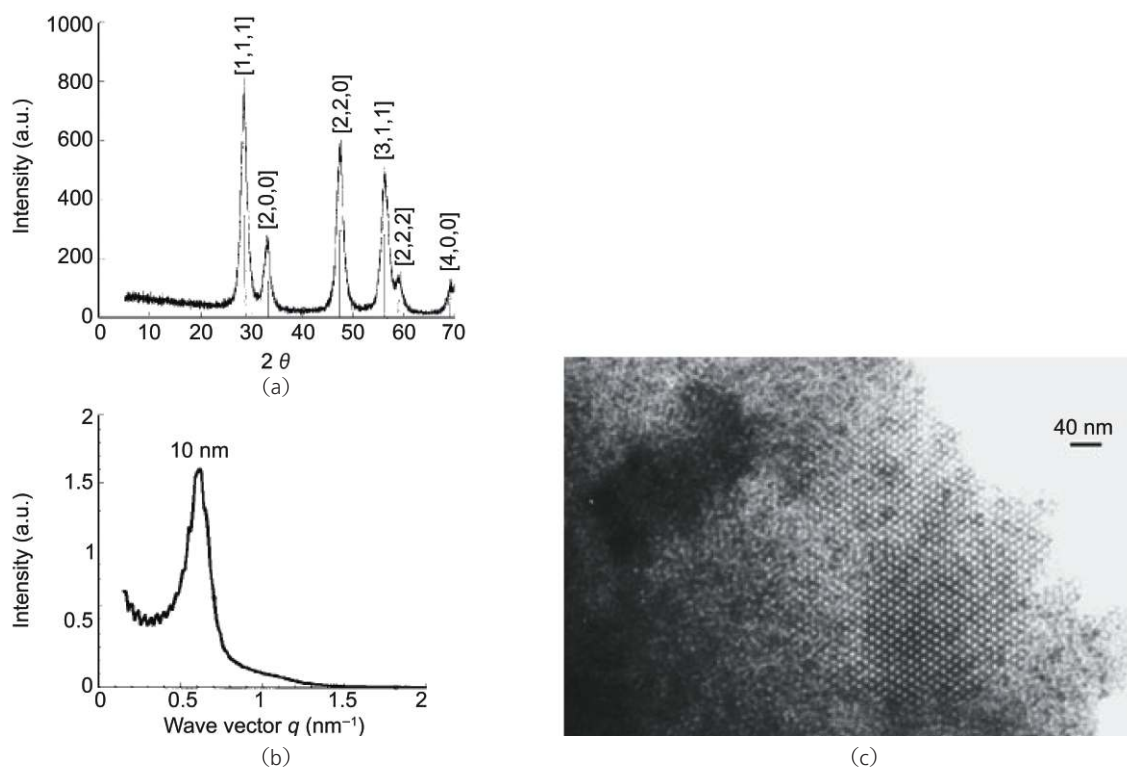 1000
800
600
400
200
0
Intensity (a.u.)
[1,1,1]
[2,0,0]
[2,2,0]
[3,1,1]
[2,2,2]
[4,0,0]
0 10 20 30 40 50 60 70
2 θ
(a)
2
1.5
1
0.5
0
Intensity (a.u.)
10 nm
0 0.5 1 1.5 2
Wave vector q (nm⁻¹)
(b)
40 nm
(c)